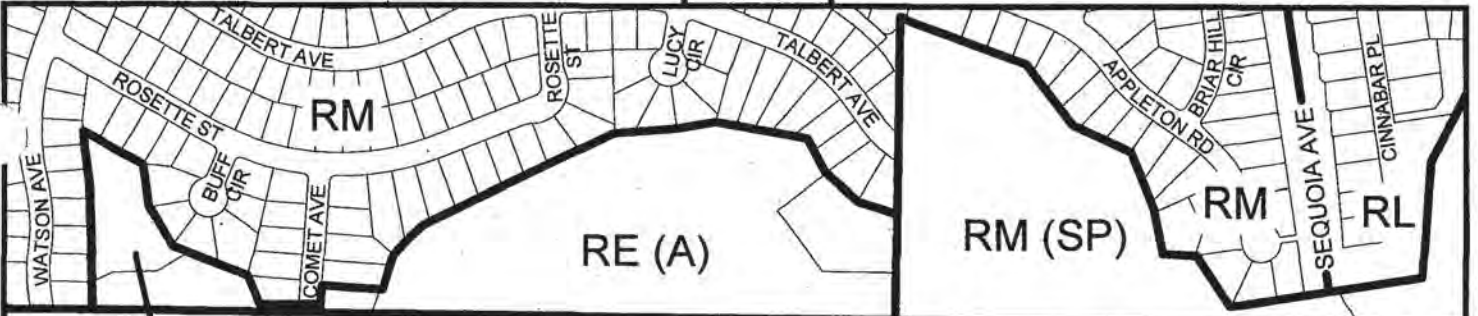 TALBERT AVE
ROSETTE ST
RM
WATSON AVE
BUFF
CIR
COMET AVE
ROSETTE
ST
LUCY
CIR
TALBERT AVE
RE (A)
RM (SP)
APPLETON RD
BRIAR HILL
CIR
RM
SEQUOIA AVE
CINNABAR PL
RL